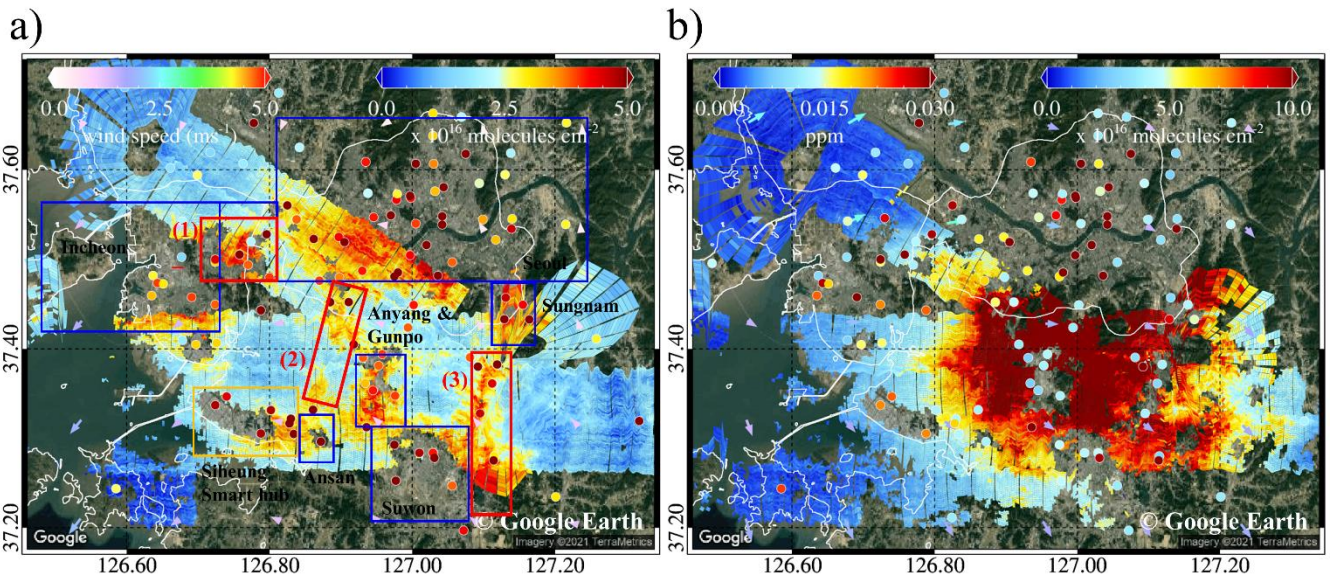 a)
b)
0.0 2.5 5.0
wind speed (ms-1)
0.0 2.5 5.0
x 10^16 molecules cm-2
0.000 0.015 0.030
ppm
0.0 5.0 10.0
x 10^16 molecules cm-2
37.60
37.40
37.20
(1)
Incheon
Seoul
Sungnam
Anyang &
Gunpo
(2)
(3)
Siheung
Smart hub
Ansan
Suwon
© Google Earth
Google
Imagery ©2021 TerraMetrics
126.60 126.80 127.00 127.20
37.60
37.40
37.20
© Google Earth
Google
Imagery ©2021 TerraMetrics
126.60 126.80 127.00 127.20